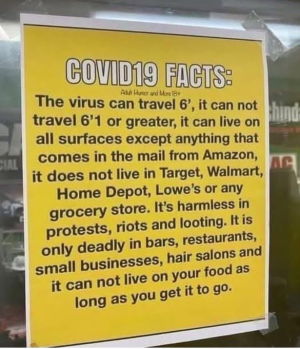 COVID19 FACTS:
Adult Humor and More 18+
The virus can travel 6', it can not
travel 6'1 or greater, it can live on
all surfaces except anything that
comes in the mail from Amazon,
it does not live in Target, Walmart,
Home Depot, Lowe's or any
grocery store. It's harmless in
protests, riots and looting. It is
only deadly in bars, restaurants,
small businesses, hair salons and
it can not live on your food as
long as you get it to go.
hind
CIAL
AC